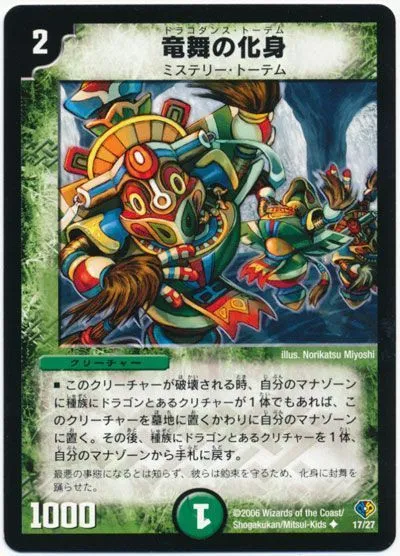 2
ドラゴダンス・トーテム
竜舞の化身
ミステリー・トーテム
illus. Norikatsu Miyoshi
クリーチャー
■ このクリーチャーが破壊される時、自分のマナゾーン
に種族にドラゴンとあるクリーチャーが1体でもあれば、こ
のクリーチャーを墓地に置くかわりに自分のマナゾーン
に置く。その後、種族にドラゴンとあるクリーチャーを1体、
自分のマナゾーンから手札に戻す。
最悪の事態になるとは知らず、彼らは約束を守るため、化身に封舞を
踊らせた。
1000
1
©2006 Wizards of the Coast/
Shogakukan/Mitsui-Kids
17/27